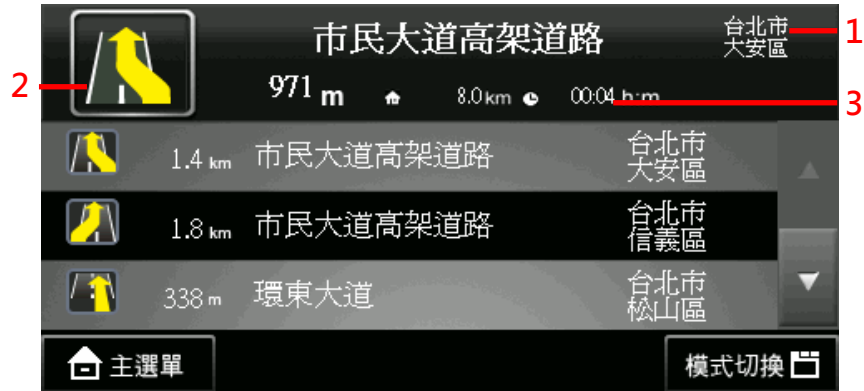 市民大道高架道路
台北市
大安區
1
2
971 m 8.0 km 00:04 h:m
3
1.4 km 市民大道高架道路 台北市
大安區
1.8 km 市民大道高架道路 台北市
信義區
338 m 環東大道 台北市
松山區
主選單 模式切換